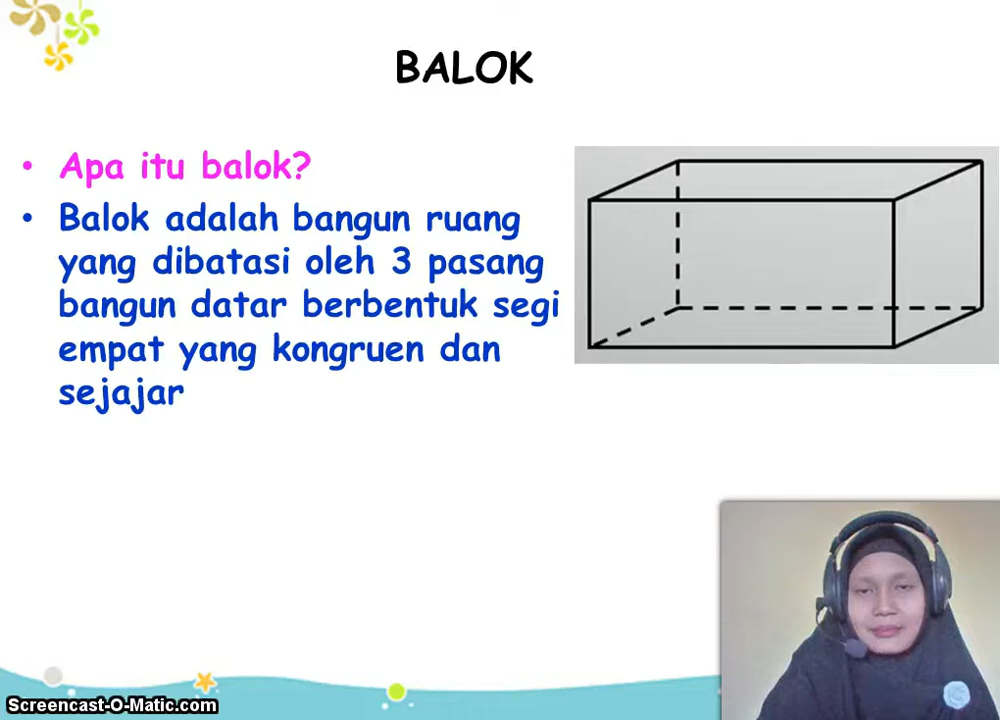 BALOK
• Apa itu balok?
• Balok adalah bangun ruang
yang dibatasi oleh 3 pasang
bangun datar berbentuk segi
empat yang kongruen dan
sejajar
Screencast-O-Matic.com